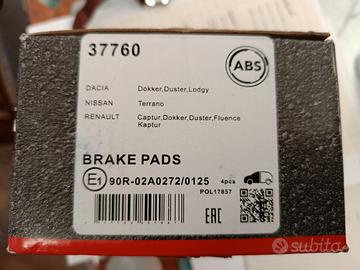 37760
ABS
DACIA Dokker,Duster,Lodgy
NISSAN Terrano
RENAULT Captur,Dokker,Duster,Fluence
Kaptur
BRAKE PADS
E1 90R-02A0272/0125 4pcs
POL17857
EAC
subito